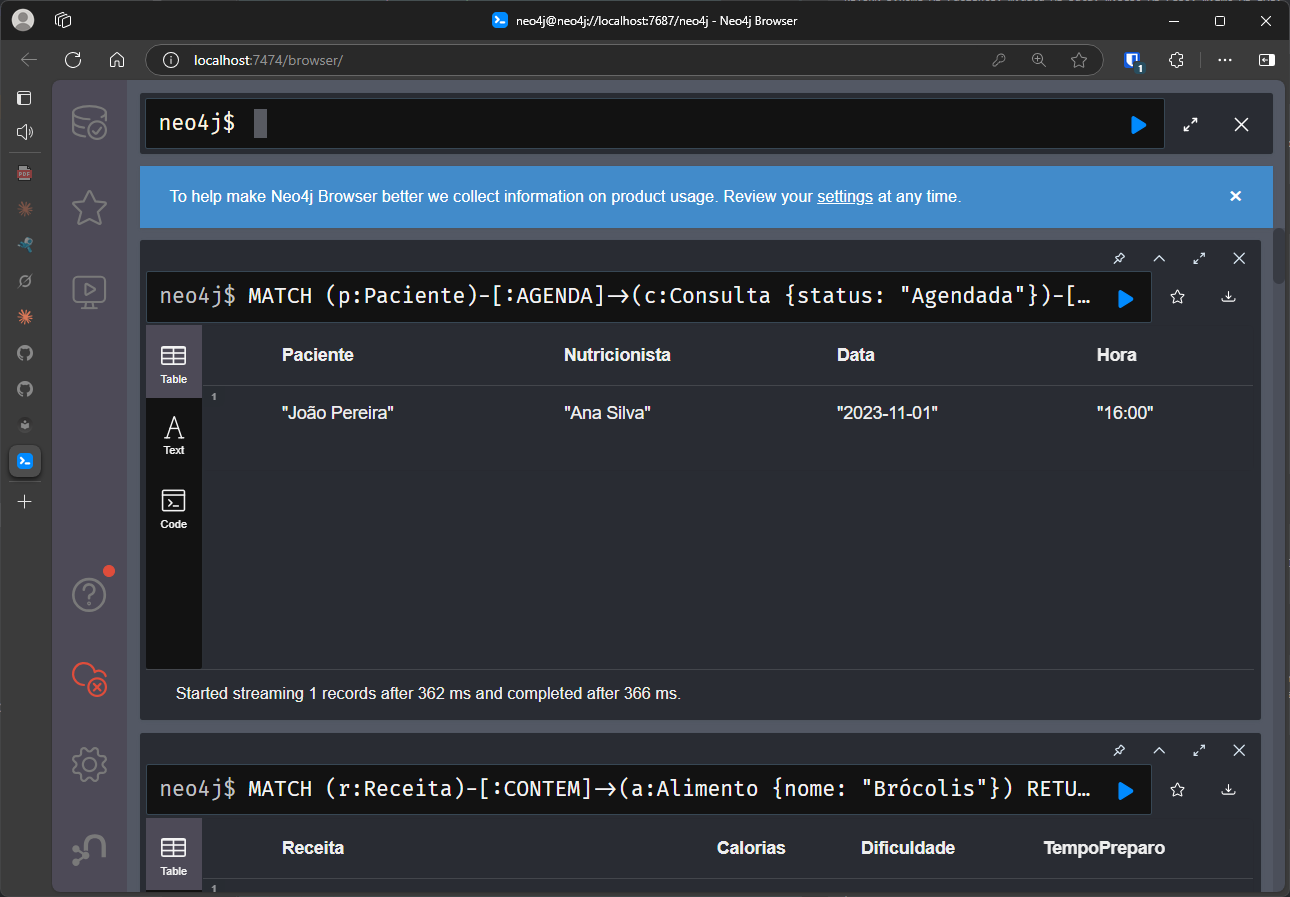 neo4j@neo4j://localhost:7687/neo4j - Neo4j Browser
localhost:7474/browser/
1
PDF
neo4j$
To help make Neo4j Browser better we collect information on product usage. Review your settings at any time.
neo4j$ MATCH (p:Paciente)-[:AGENDA]→(c:Consulta {status: "Agendada"})-[…
Table
Text
Code
Paciente Nutricionista Data Hora
1
"João Pereira" "Ana Silva" "2023-11-01" "16:00"
Started streaming 1 records after 362 ms and completed after 366 ms.
neo4j$ MATCH (r:Receita)-[:CONTEM]→(a:Alimento {nome: "Brócolis"}) RETU…
Table
Receita Calorias Dificuldade TempoPreparo
1